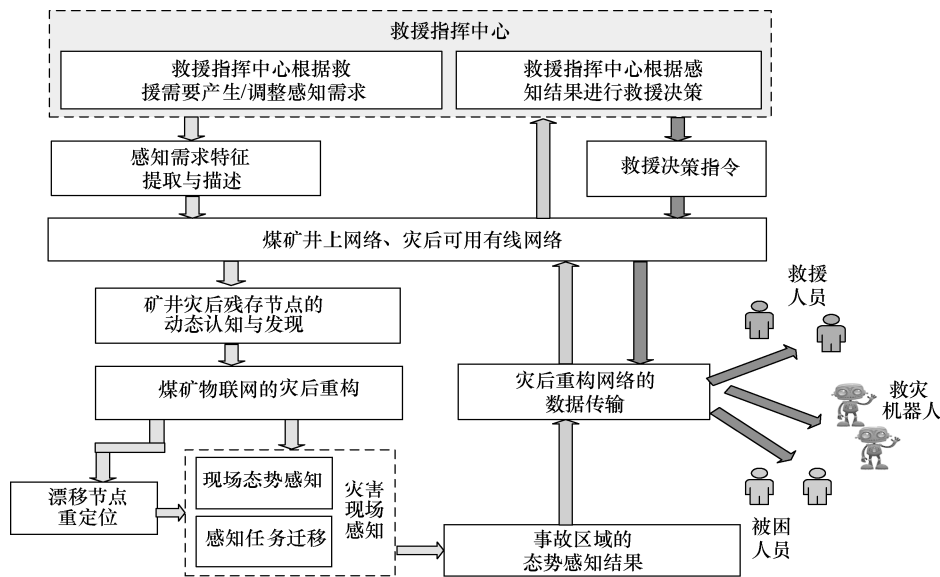 救援指挥中心
救援指挥中心根据救
援需要产生/调整感知需求
救援指挥中心根据感
知结果进行救援决策
感知需求特征
提取与描述
救援决策指令
煤矿井上网络、灾后可用有线网络
矿井灾后残存节点的
动态认知与发现
救援
人员
煤矿物联网的灾后重构
灾后重构网络的
数据传输
救灾
机器人
漂移节点
重定位
现场态势感知
感知任务迁移
灾害
现场
感知
事故区域的
态势感知结果
被困
人员